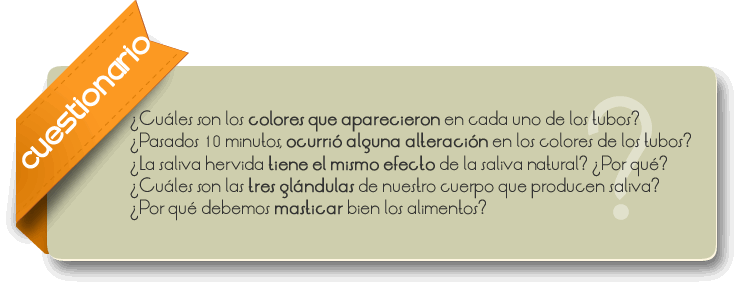 cuestionario
¿Cuáles son los colores que aparecieron en cada uno de los tubos?
¿Pasados 10 minutos, ocurrió alguna alteración en los colores de los tubos?
¿La saliva hervida tiene el mismo efecto de la saliva natural? ¿Por qué?
¿Cuáles son las tres glándulas de nuestro cuerpo que producen saliva?
¿Por qué debemos masticar bien los alimentos?
?